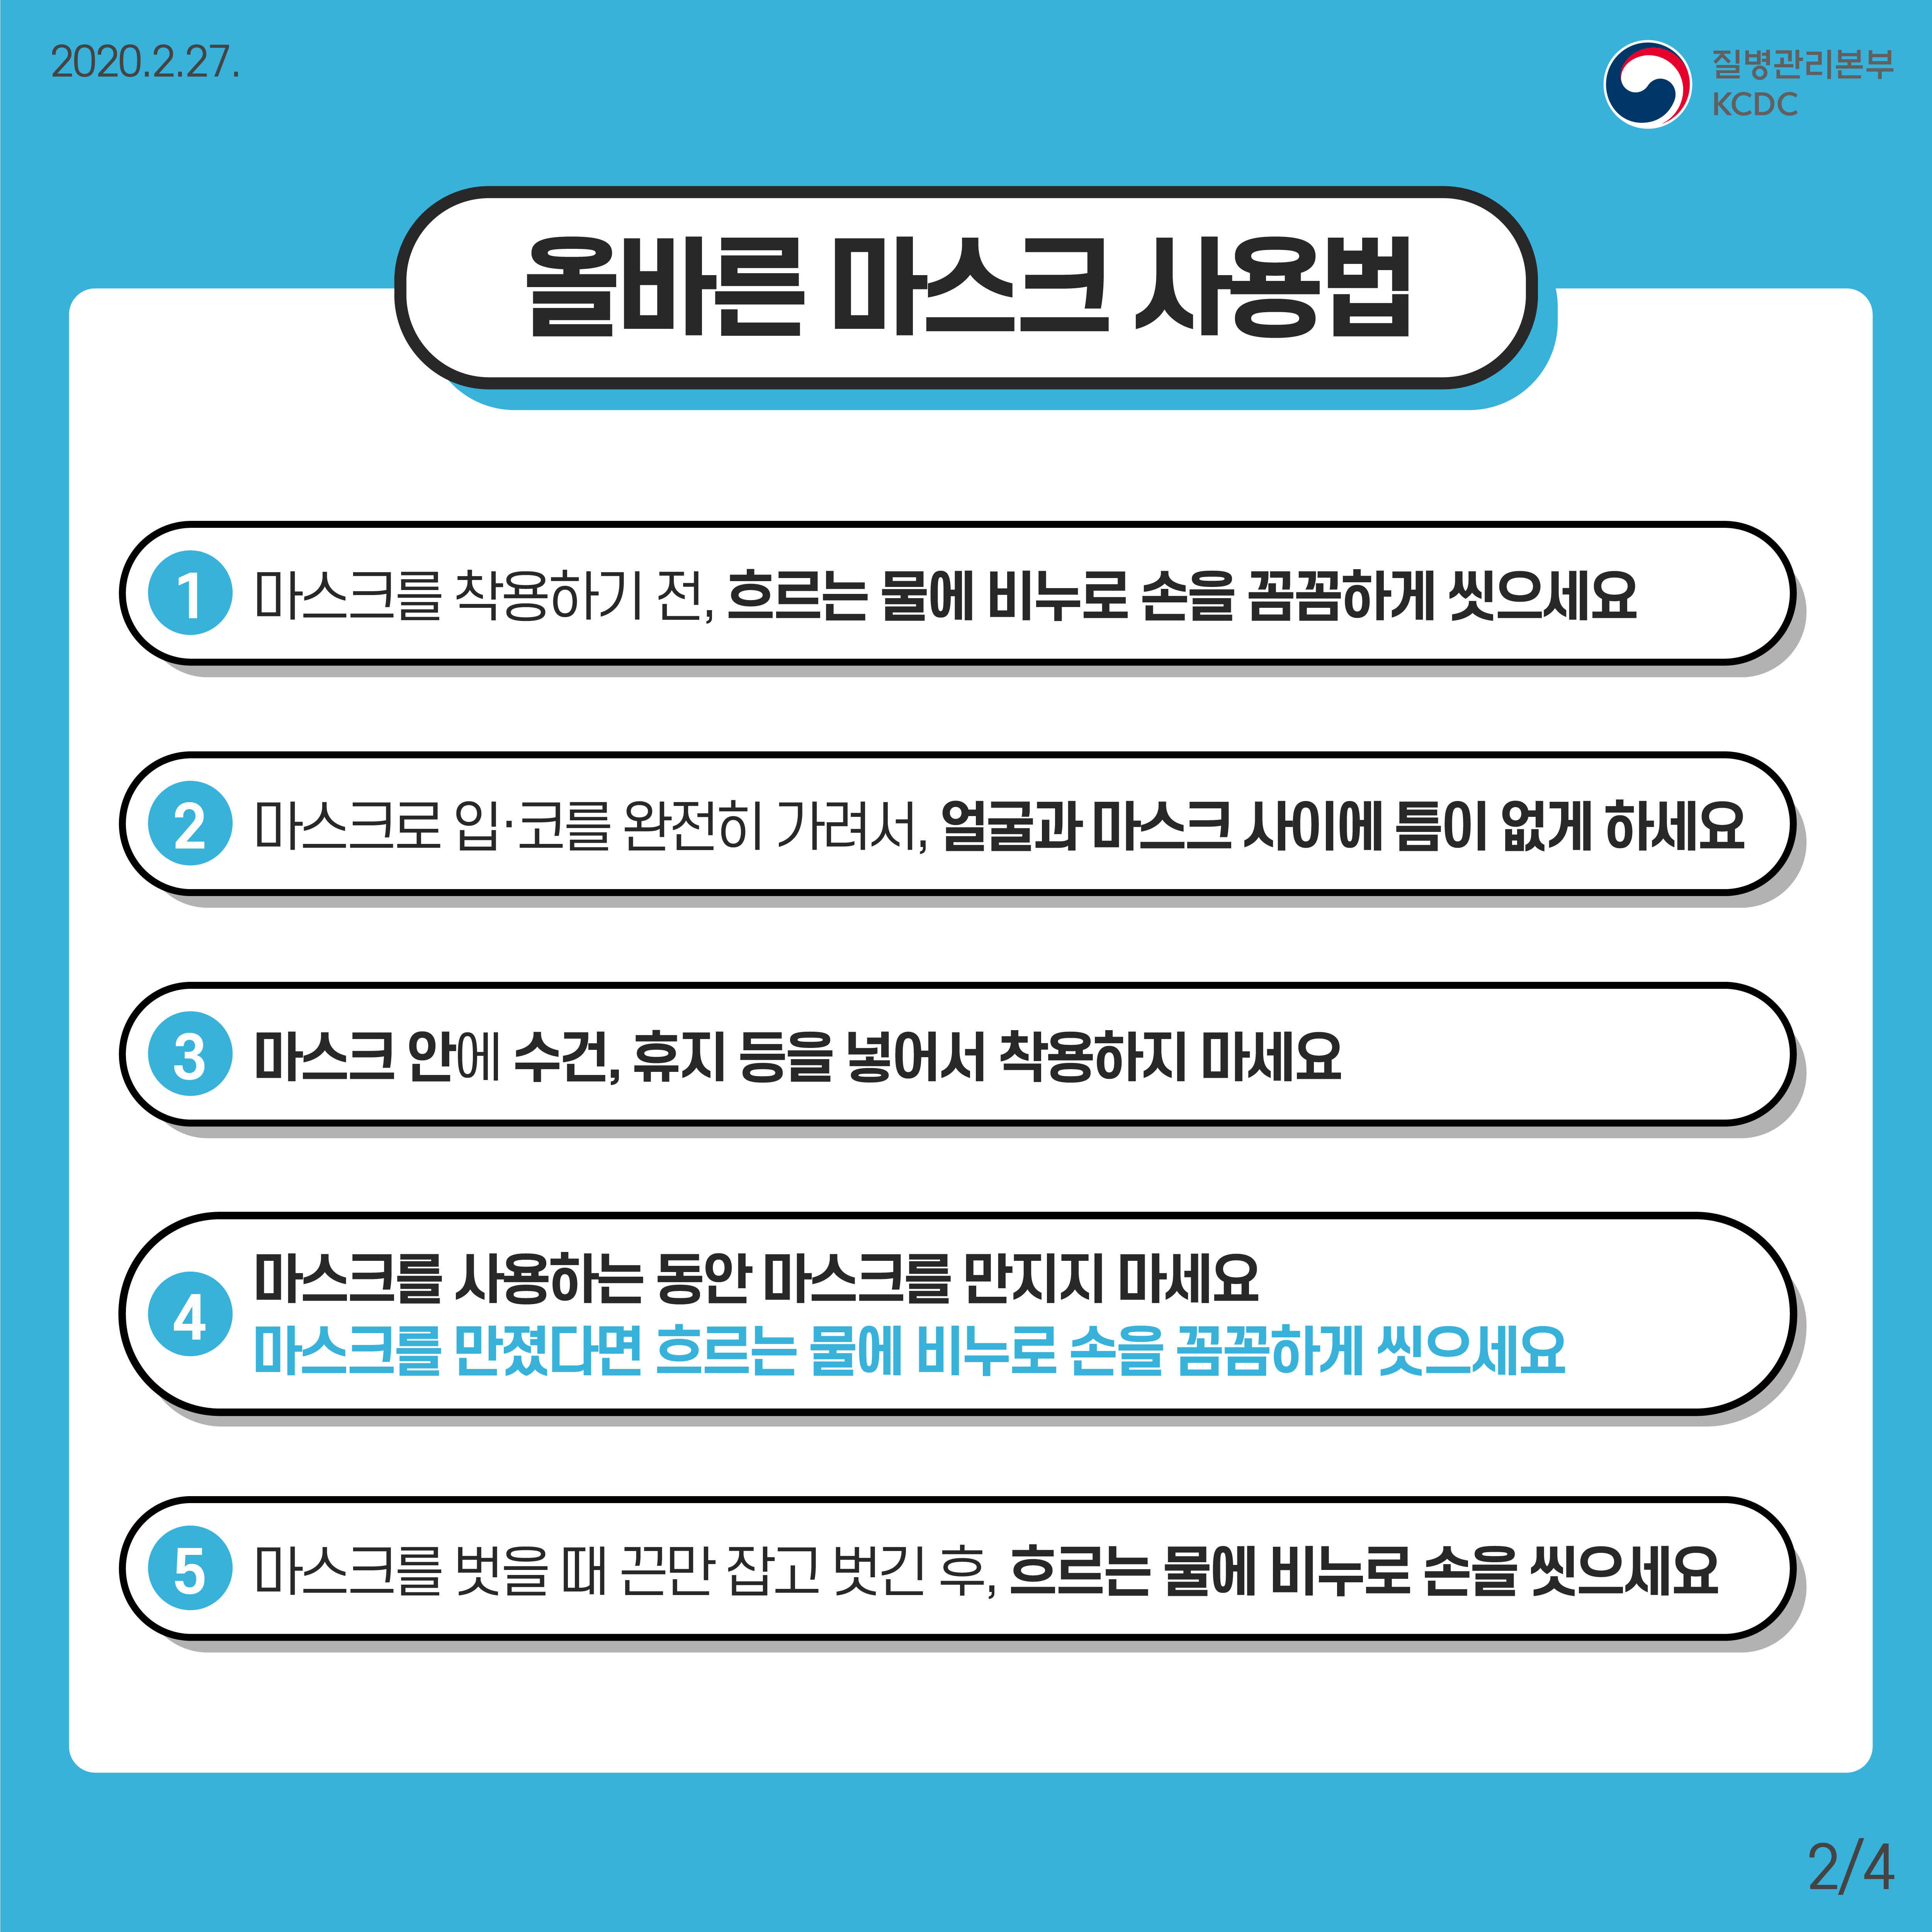 2020.2.27.
질병관리본부
KCDC
올바른 마스크 사용법
1 마스크를 착용하기 전, 흐르는 물에 비누로 손을 꼼꼼하게 씻으세요
2 마스크로 입·코를 완전히 가려서, 얼굴과 마스크 사이에 틈이 없게 하세요
3 마스크 안에 수건, 휴지 등을 넣어서 착용하지 마세요
4 마스크를 사용하는 동안 마스크를 만지지 마세요
마스크를 만졌다면 흐르는 물에 비누로 손을 꼼꼼하게 씻으세요
5 마스크를 벗을 때 끈만 잡고 벗긴 후, 흐르는 물에 비누로 손을 씻으세요
2/4